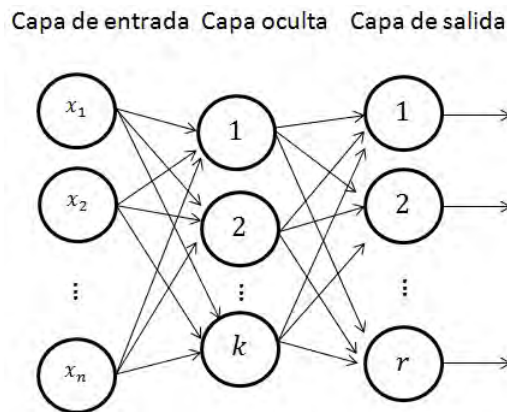 Capa de entrada Capa oculta Capa de salida
x₁ 1 1
x₂ 2 2
⋮ ⋮ ⋮
xₙ k r